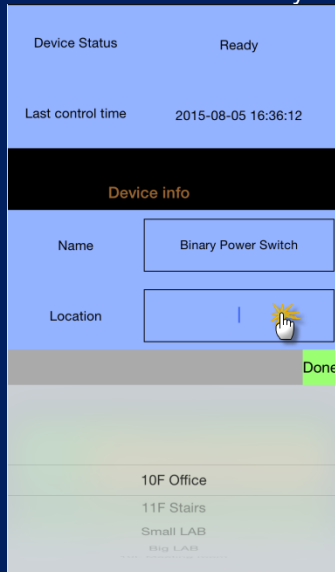 Device Status Ready
Last control time 2015-08-05 16:36:12
Device info
Name Binary Power Switch
Location
Done
10F Office
11F Stairs
Small LAB
Big LAB